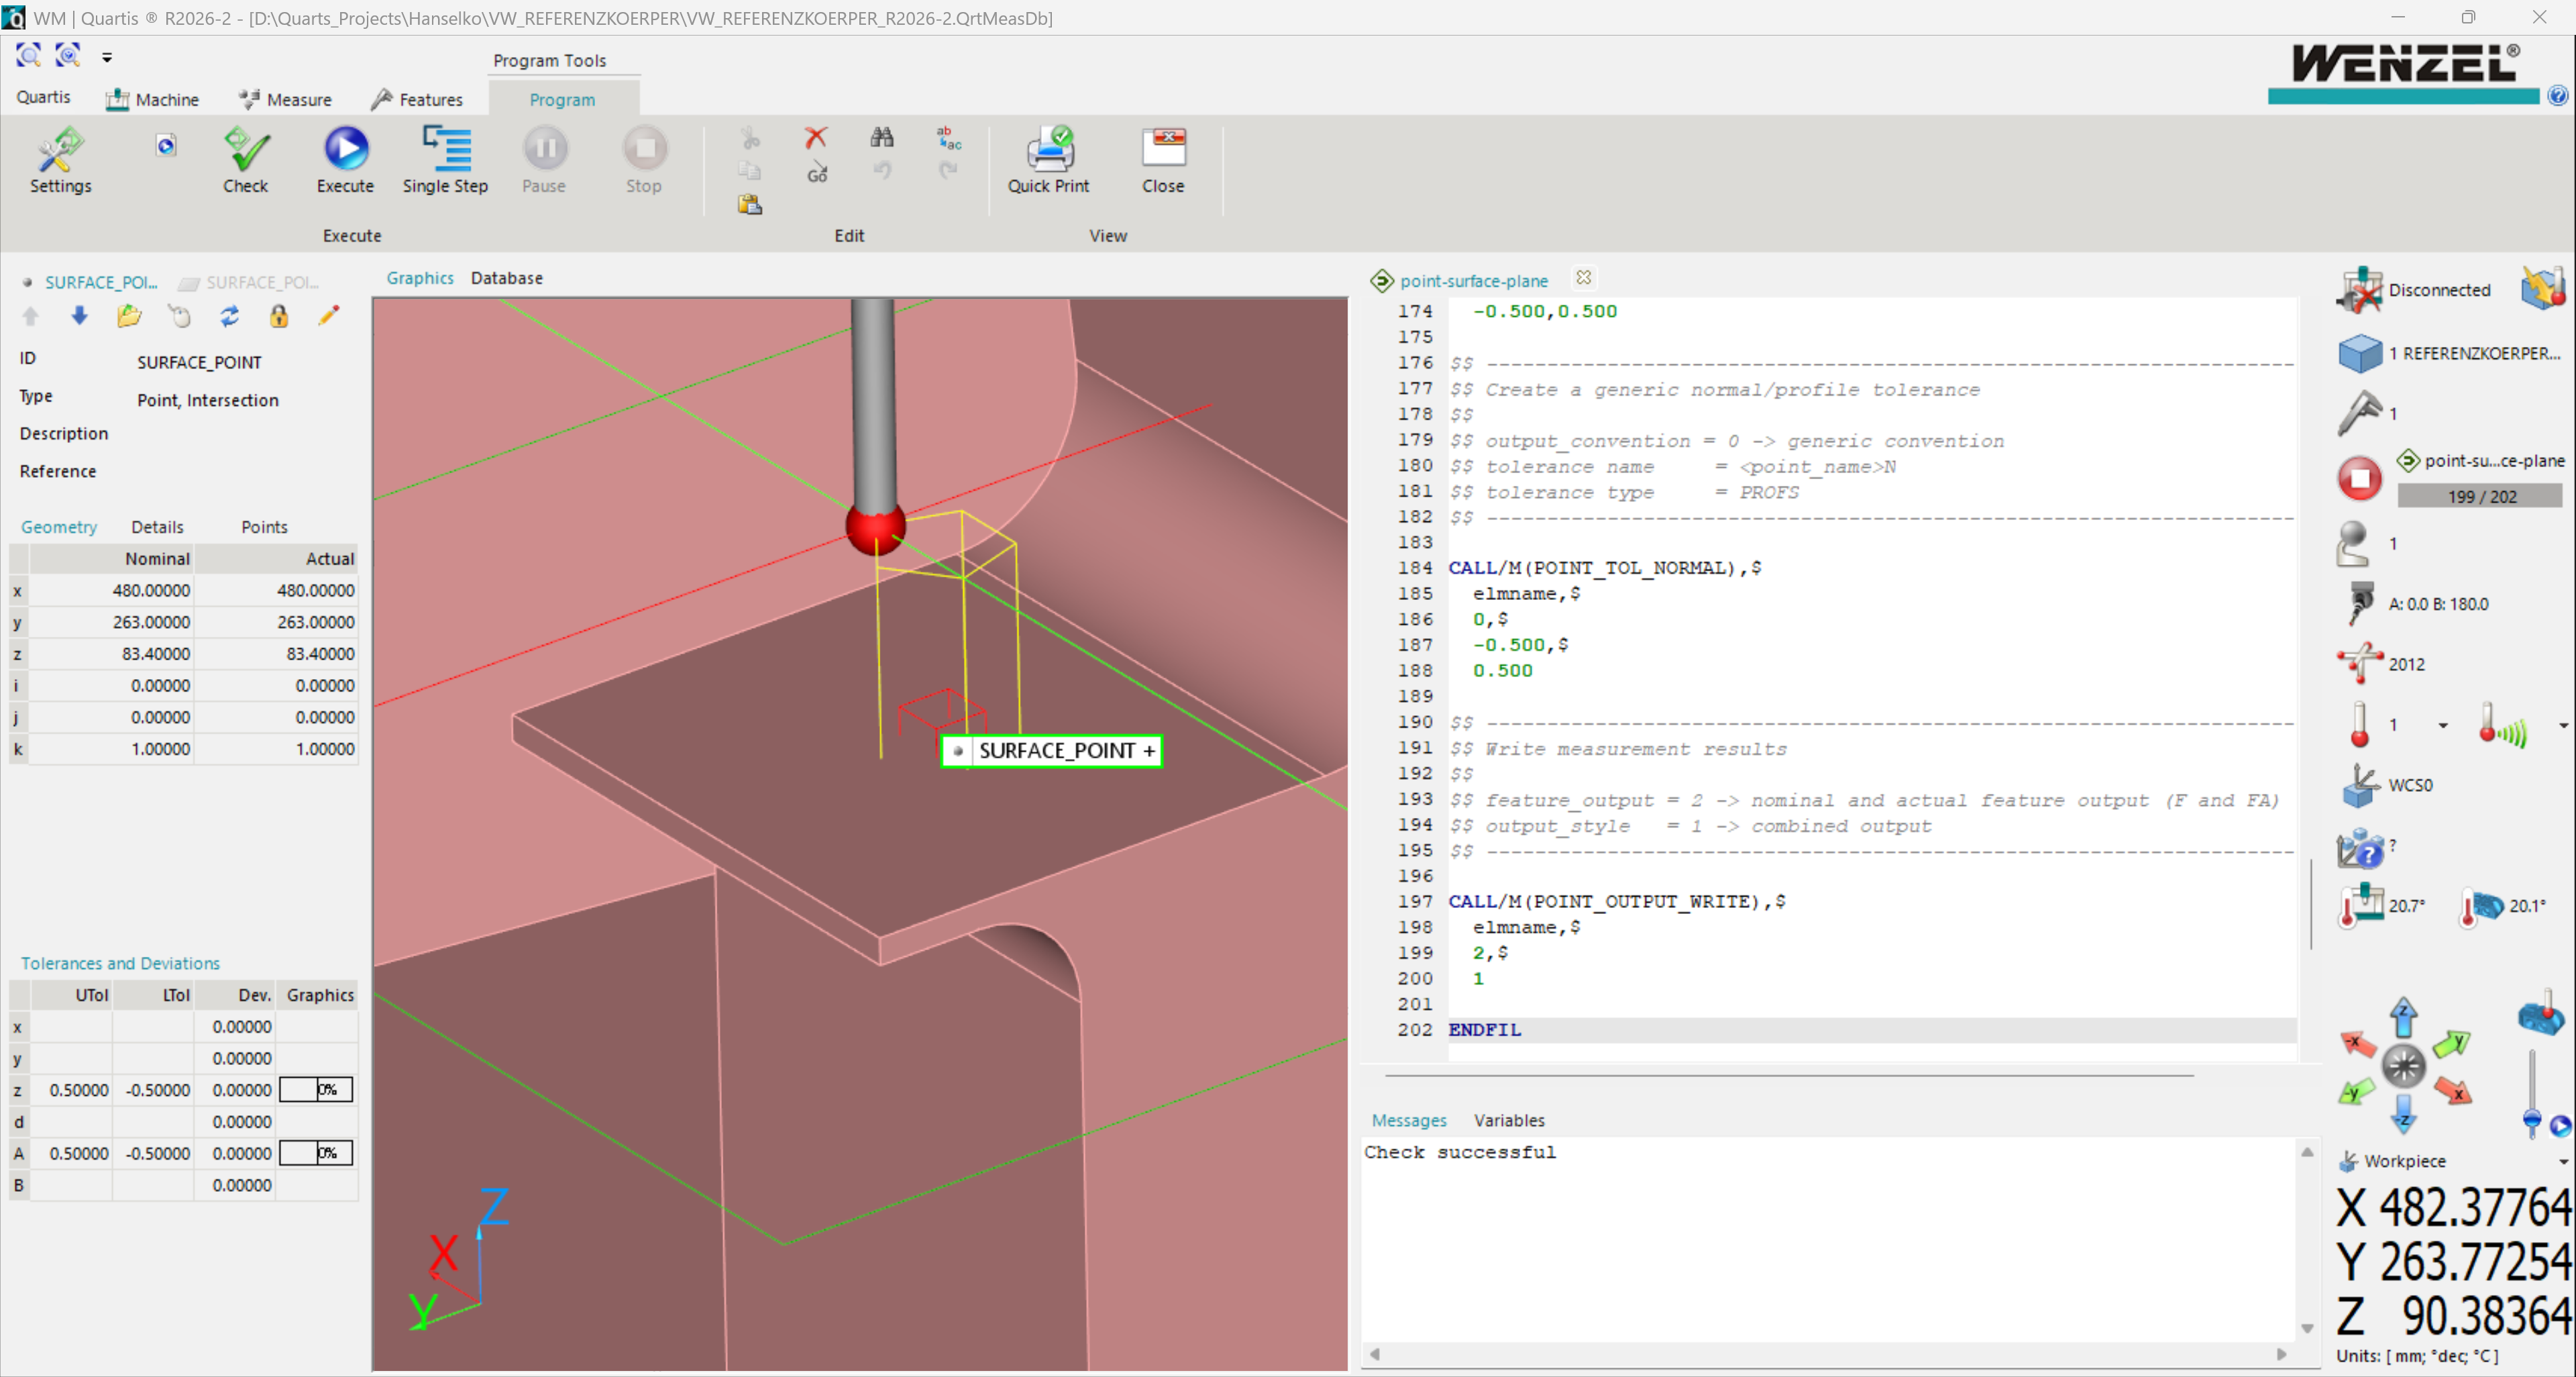 WM | Quartis ® R2026-2 - [D:\Quarts_Projects\Hanselko\VW_REFERENZKOERPER\VW_REFERENZKOERPER_R2026-2.QrtMeasDb]
Program Tools
WENZEL®
Quartis Machine Measure Features Program
Settings Check Execute Single Step Pause Stop GO ab ac Quick Print Close
Execute Edit View
SURFACE_POI... SURFACE_POI...
ID SURFACE_POINT
Type Point, Intersection
Description
Reference
Geometry Details Points
Nominal Actual
x 480.00000 480.00000
y 263.00000 263.00000
z 83.40000 83.40000
i 0.00000 0.00000
j 0.00000 0.00000
k 1.00000 1.00000
Tolerances and Deviations
UTol LTol Dev. Graphics
x 0.00000
y 0.00000
z 0.50000 -0.50000 0.00000 0%
d 0.00000
A 0.50000 -0.50000 0.00000 0%
B 0.00000
Graphics Database
SURFACE_POINT +
Z
X
Y
point-surface-plane
174 -0.500,0.500
175
176 $$ -------------------------------------------------------------------
177 $$ Create a generic normal/profile tolerance
178 $$
179 $$ output_convention = 0 -> generic convention
180 $$ tolerance name     = <point_name>N
181 $$ tolerance type     = PROFS
182 $$ -------------------------------------------------------------------
183
184 CALL/M(POINT_TOL_NORMAL),$
185 elmname,$
186 0,$
187 -0.500,$
188 0.500
189
190 $$ -------------------------------------------------------------------
191 $$ Write measurement results
192 $$
193 $$ feature_output = 2 -> nominal and actual feature output (F and FA)
194 $$ output_style   = 1 -> combined output
195 $$ -------------------------------------------------------------------
196
197 CALL/M(POINT_OUTPUT_WRITE),$
198 elmname,$
199 2,$
200 1
201
202 ENDFIL
Messages Variables
Check successful
Disconnected
1 REFERENZKOERPER...
1
point-su...ce-plane
199 / 202
1
A: 0.0 B: 180.0
2012
1
WCS0
?
20.7° 20.1°
z
-x y
-y x
-z
Workpiece
X 482.37764
Y 263.77254
Z 90.38364
Units: [ mm; °dec; °C ]